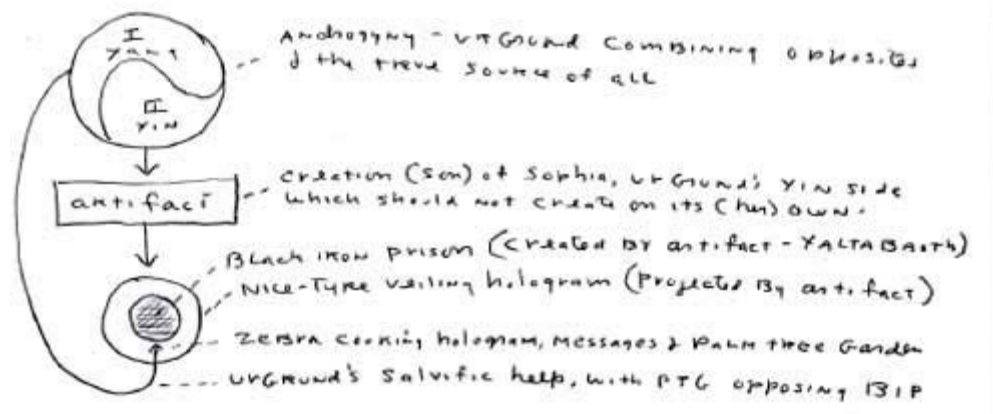 I
YANG
II
YIN
Androgyny - UrGrund combining opposites
& the true source of all
artifact
Creation (son) of Sophia, UrGrund's YIN side
which should not create on its (her) own.
Black iron prison (created by artifact - YALTABAOTH)
Nice-Type veiling hologram (projected by artifact)
Zebra cooking hologram, messages & Palm tree Garden
UrGrund's salvific help, with PTG opposing BIP